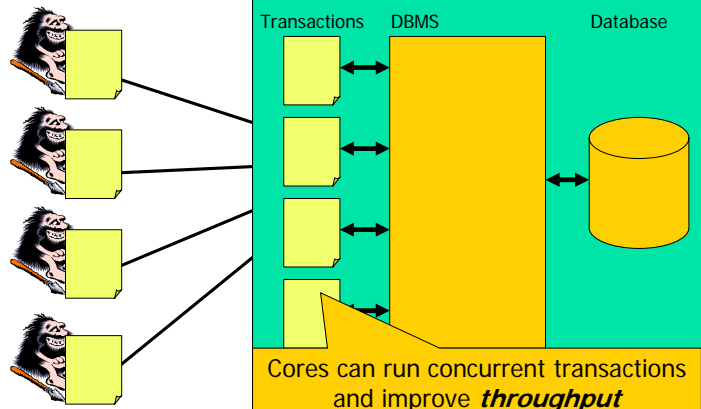 Transactions DBMS Database
Cores can run concurrent transactions
and improve throughput